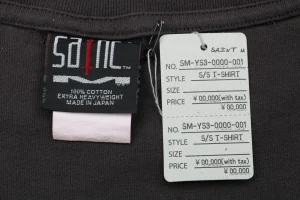 SAINT
TM
100% COTTON
EXTRA HEAVYWEIGHT
MADE IN JAPAN
SAINT M
NO. SM-YS3-0000-001
STYLE S/S T-SHIRT
SIZE
PRICE ¥00,000(with tax)
¥ 00,000
NO. SM-YS3-0000-001
STYLE S/S T-SHIRT
SIZE
PRICE ¥00,000(with tax)
¥ 00,000